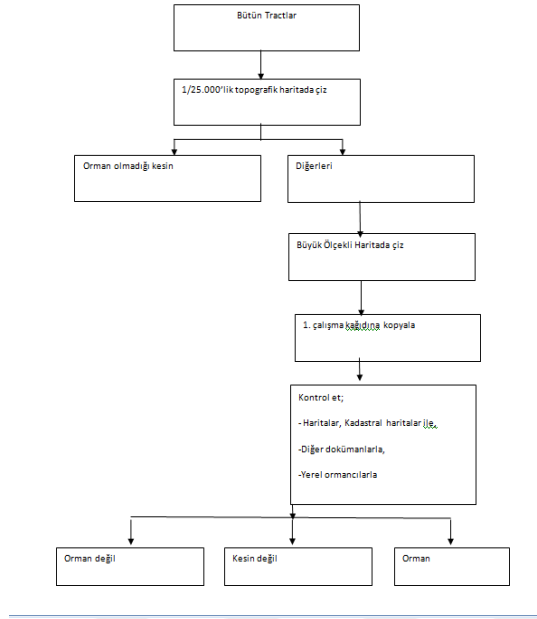 Bütün Tractlar
1/25.000'lik topografik haritada çiz
Orman olmadığı kesin
Diğerleri
Büyük Ölçekli Haritada çiz
1. çalışma kağıdına kopyala
Kontrol et;
- Haritalar, Kadastral haritalar ile,
-Diğer dokümanlarla,
-Yerel ormancılarla
Orman değil
Kesin değil
Orman